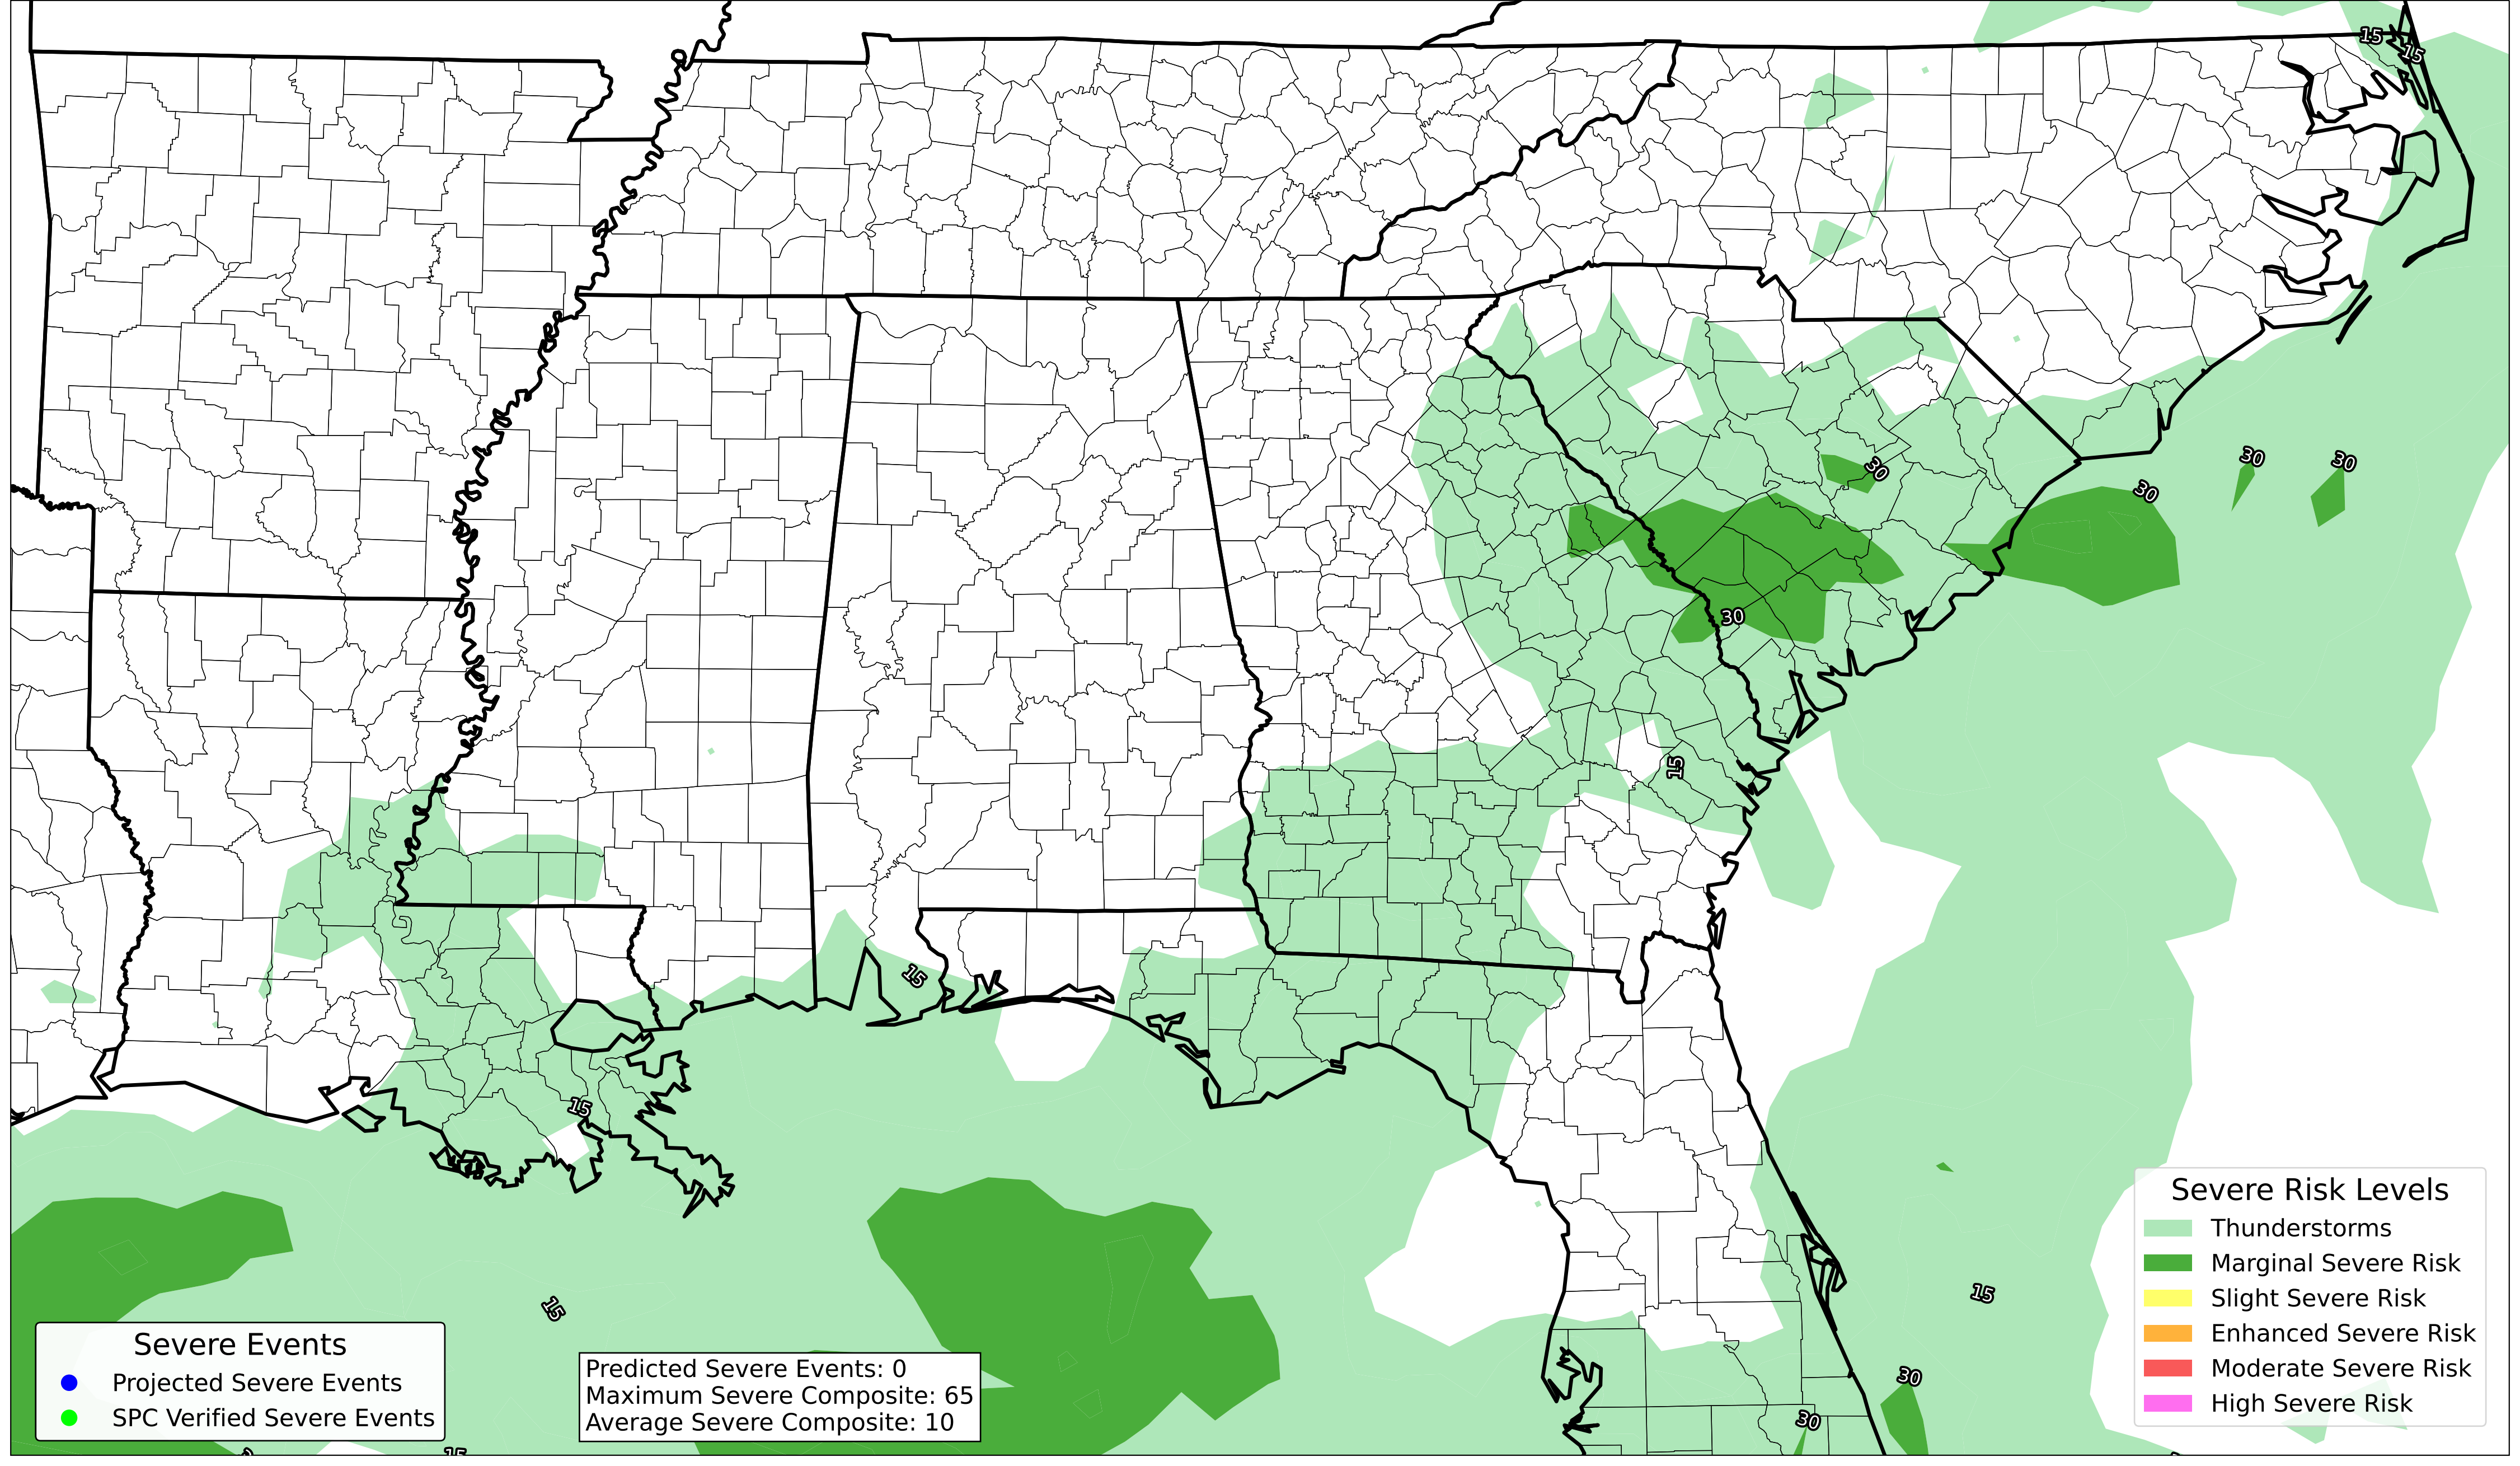 15
15
30
30
30
30
30
15
15
15
15
15
30
30
15
Severe Risk Levels
Thunderstorms
Marginal Severe Risk
Slight Severe Risk
Enhanced Severe Risk
Moderate Severe Risk
High Severe Risk
Severe Events
Projected Severe Events
SPC Verified Severe Events
Predicted Severe Events: 0
Maximum Severe Composite: 65
Average Severe Composite: 10